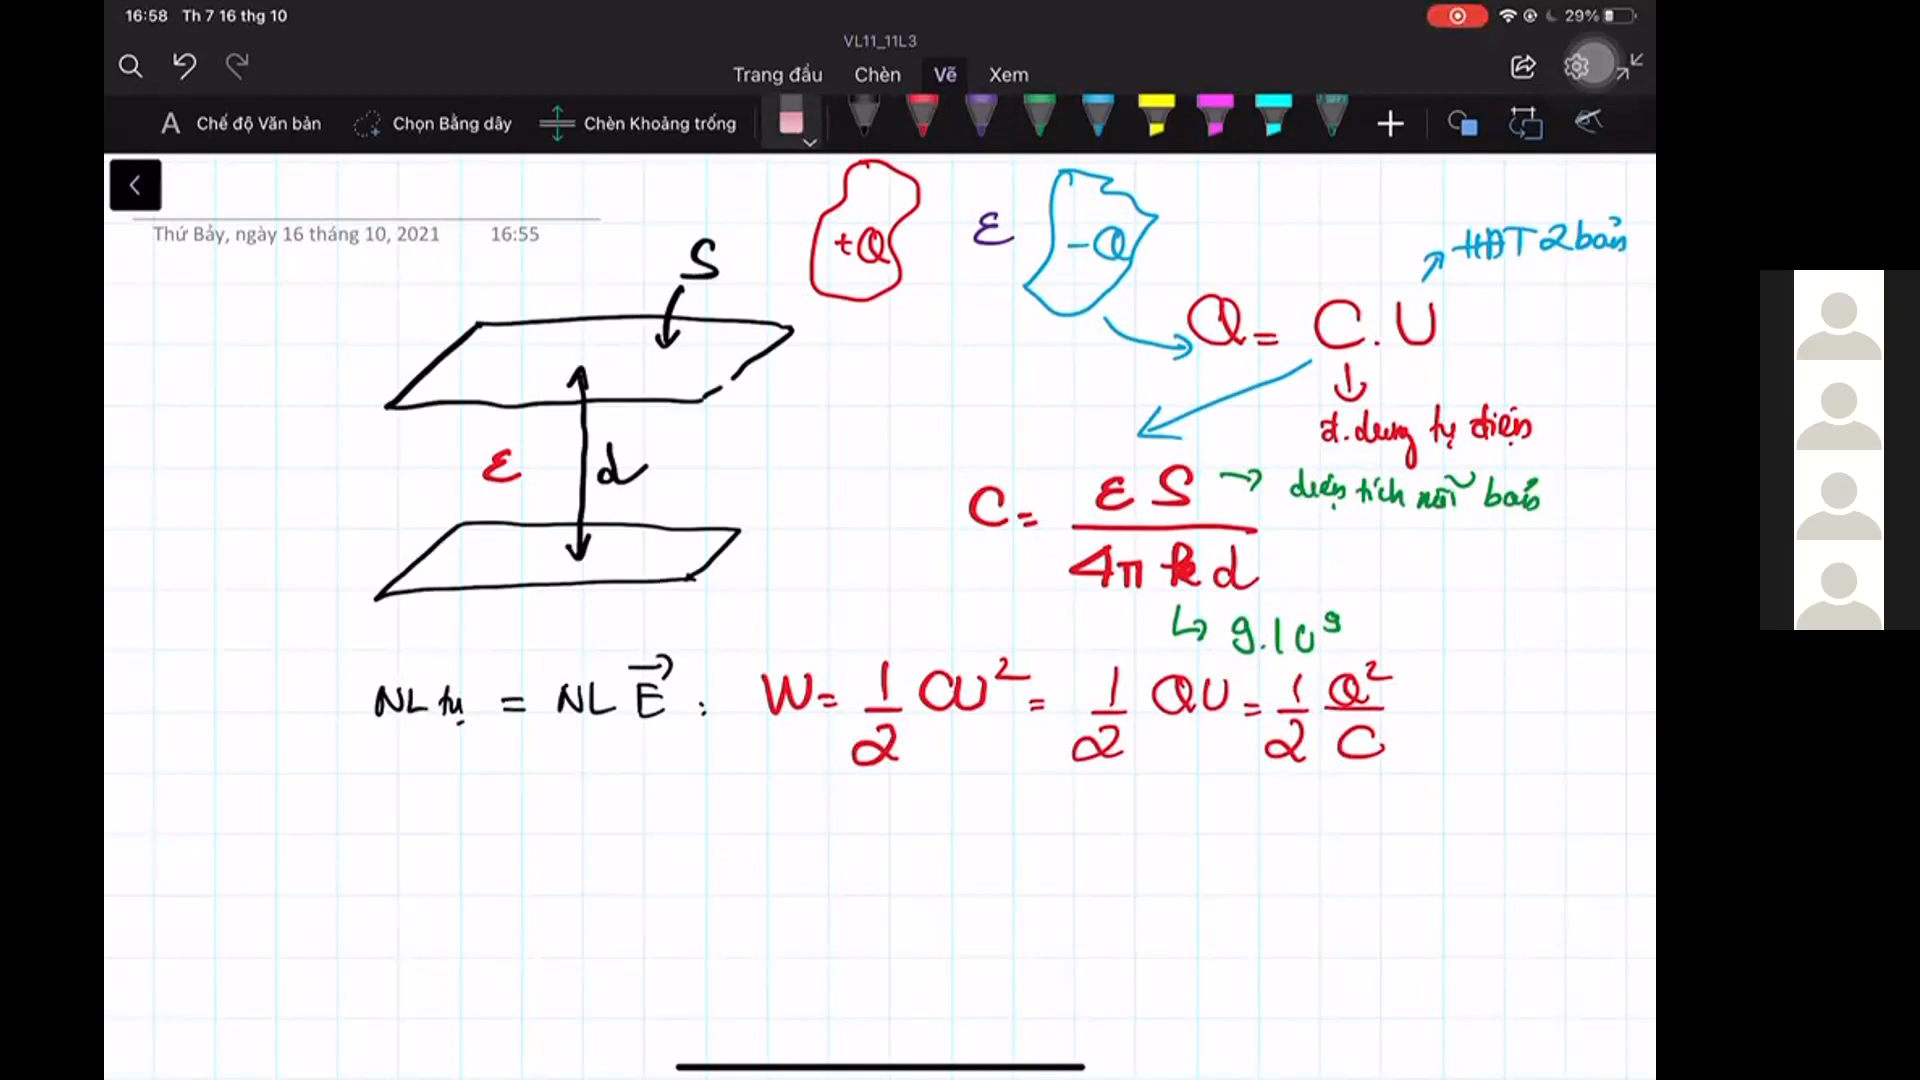 16:58 Th 7 16 thg 10
29%
VL11_11L3
Trang đầu Chèn Vẽ Xem
A Chế độ Văn bản Chọn Bằng dây Chèn Khoảng trống
Thứ Bảy, ngày 16 tháng 10, 2021 16:55
+Q ε -Q
HĐT 2 bản
S
Q = C.U
đ.dung tụ điện
ε d
C = εS / 4πkd
diện tích mỗi bản
9.10⁹
NL tụ = NL E⃗ : W = 1/2 CU² = 1/2 QU = 1/2 Q²/C